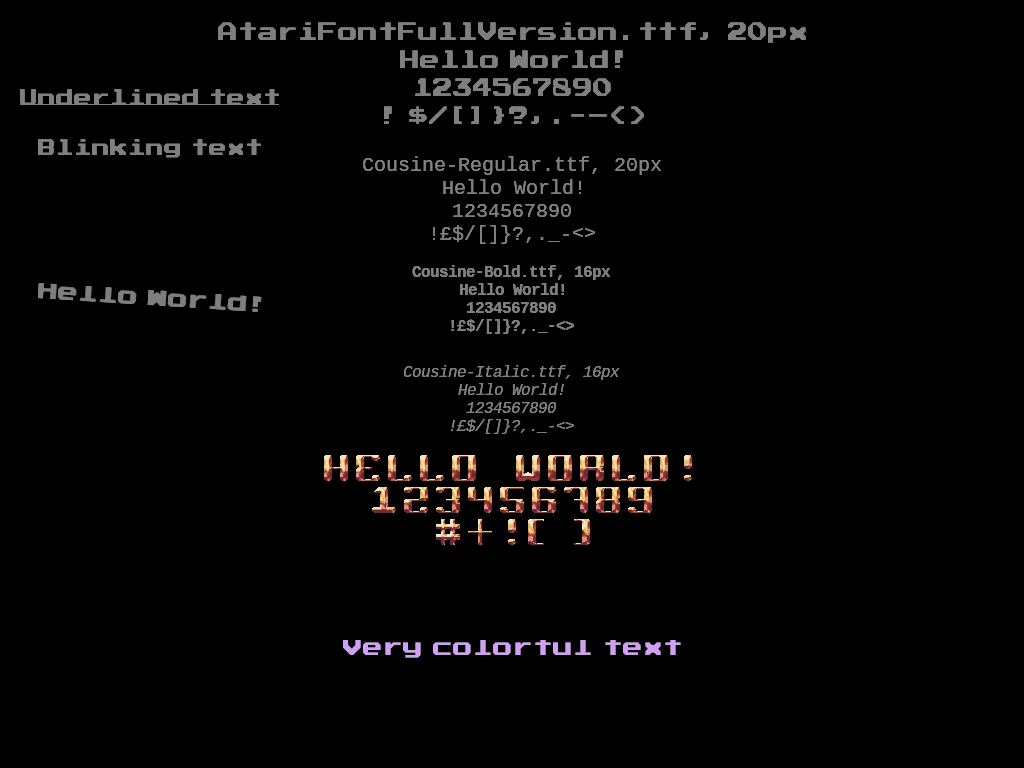 AtariFontFullVersion.ttf, 20px
Hello World!
1234567890
! $/[]}?,.--<>
Underlined text
Blinking text
Cousine-Regular.ttf, 20px
Hello World!
1234567890
!£$/[]}?,._-<>
Hello World!
Cousine-Bold.ttf, 16px
Hello World!
1234567890
!£$/[]}?,._-<>
Cousine-Italic.ttf, 16px
Hello World!
1234567890
!£$/[]}?,._-<>
HELLO WORLD!
123456789
#+![ ]
Very colorful text